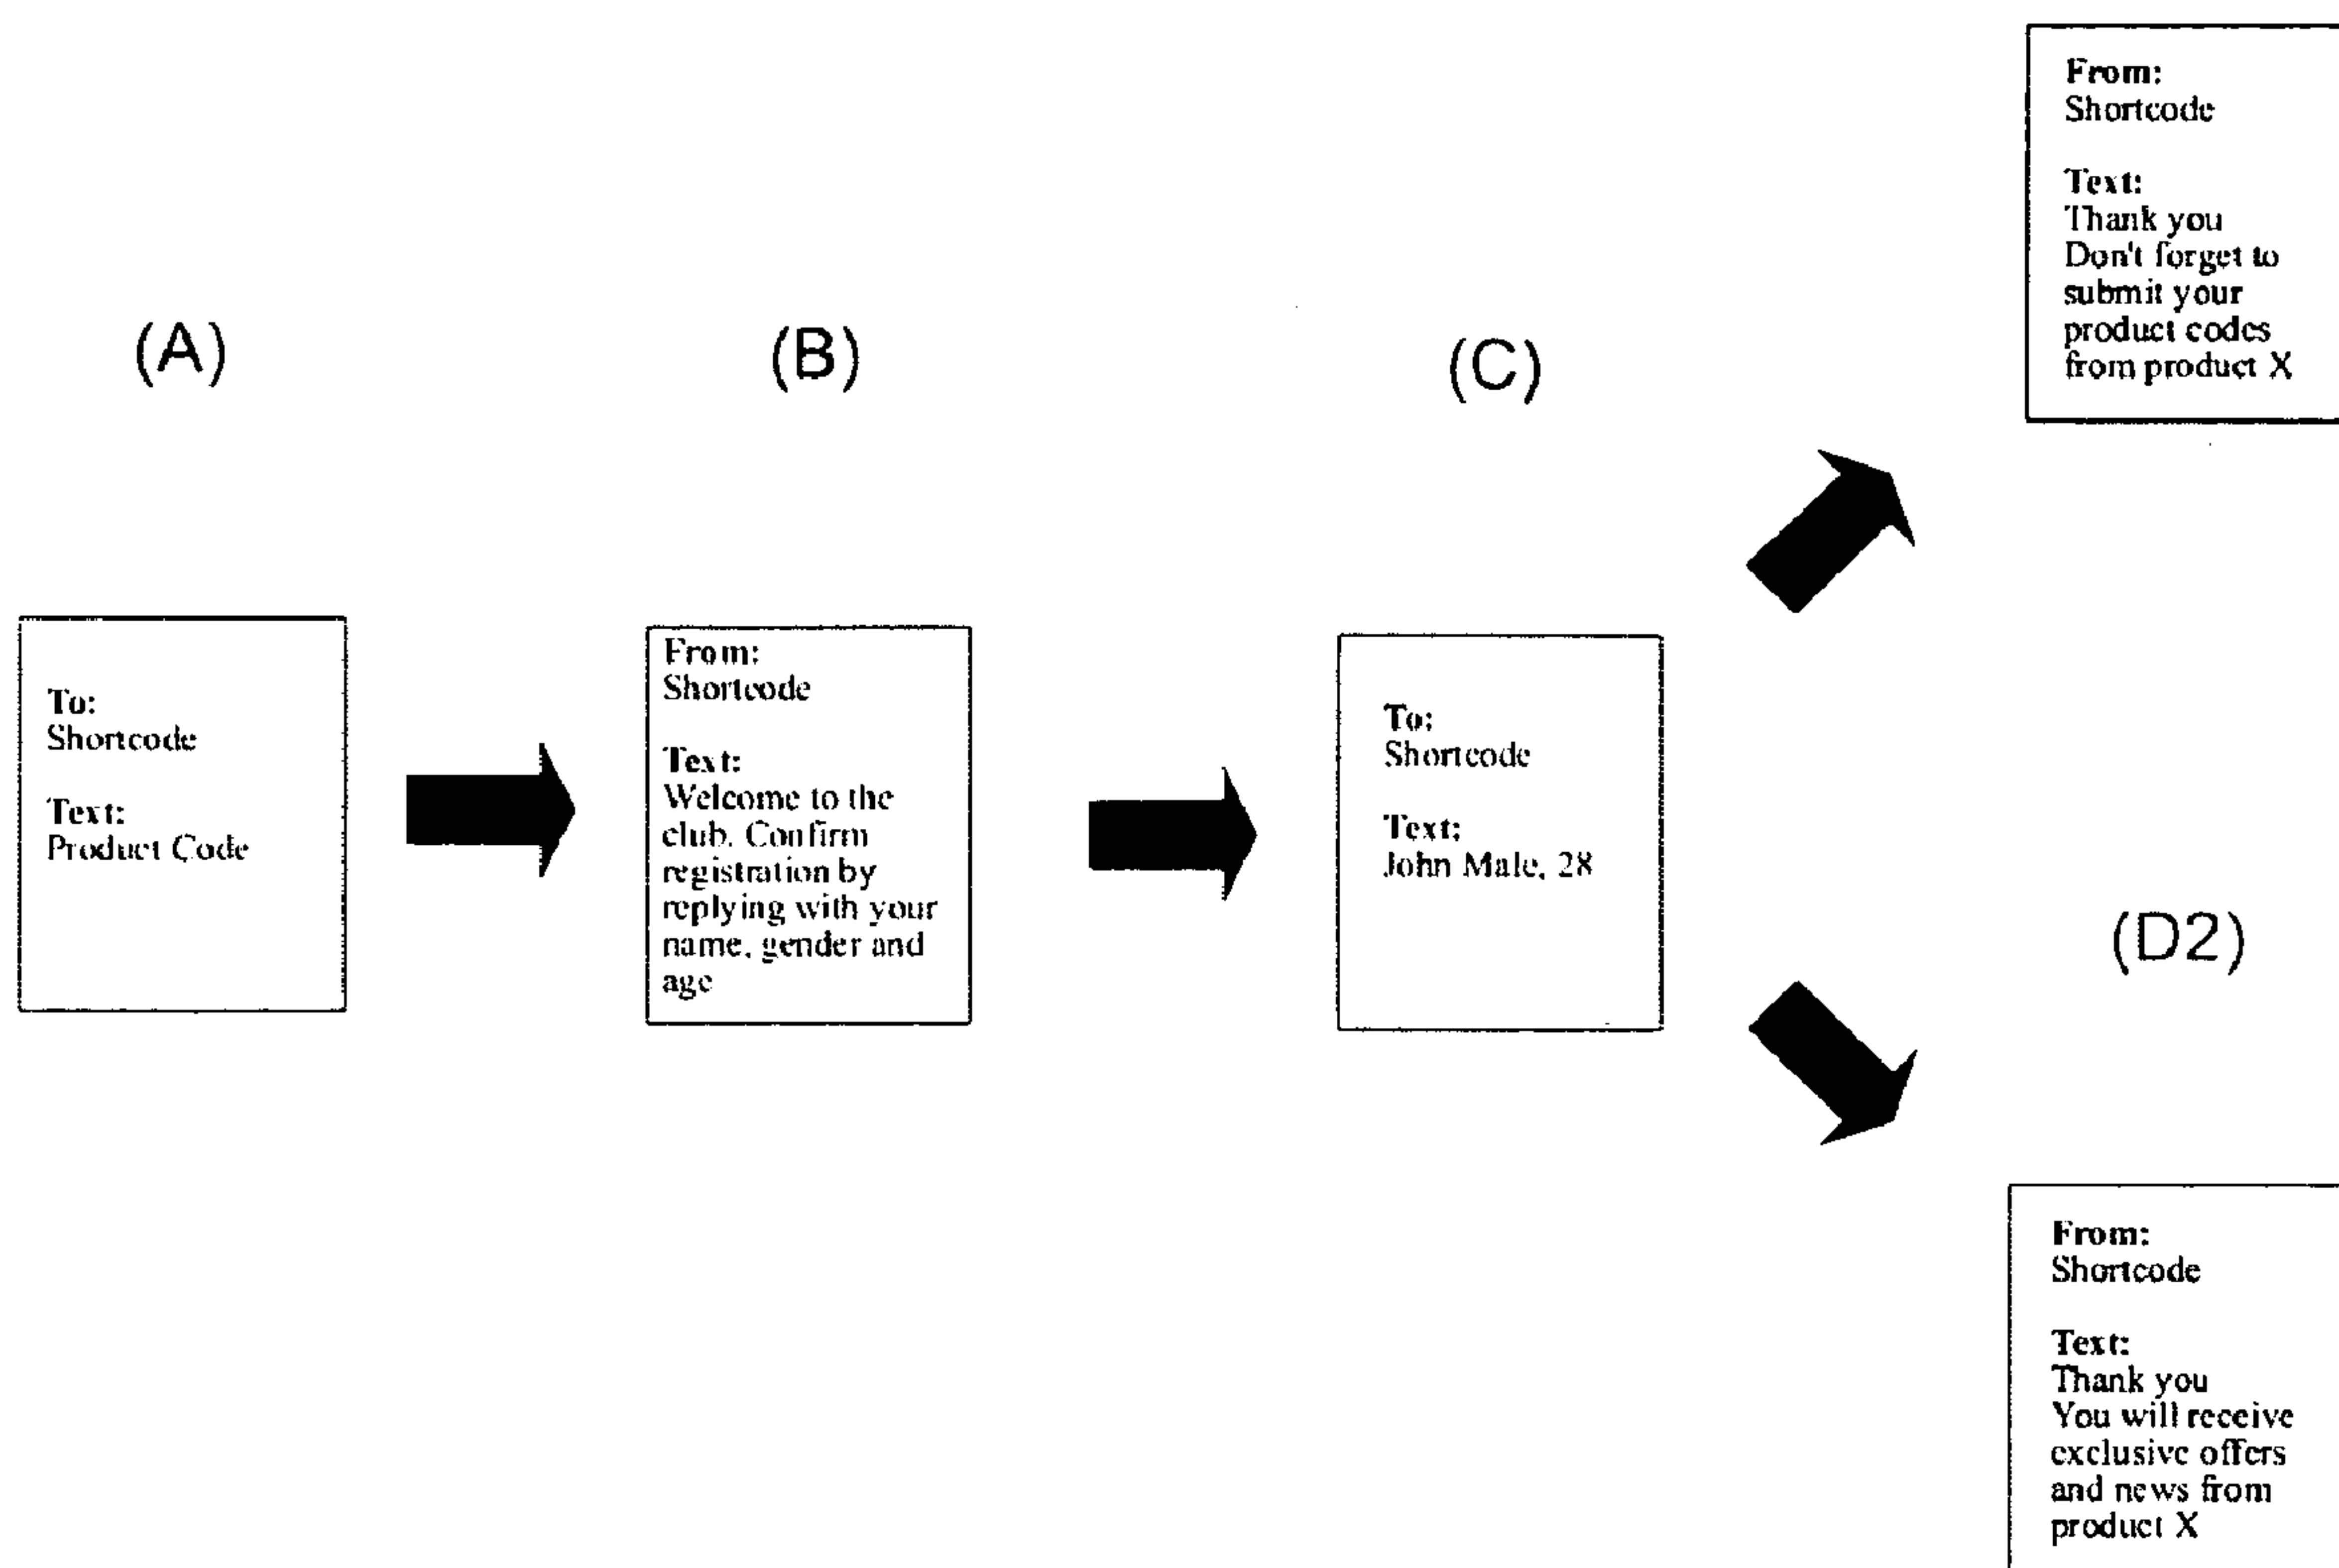 (A)
To:
Shortcode
Text:
Product Code
(B)
From:
Shortcode
Text:
Welcome to the
club. Confirm
registration by
replying with your
name, gender and
age
(C)
To:
Shortcode
Text:
John Male, 28
From:
Shortcode
Text:
Thank you
Don't forget to
submit your
product codes
from product X
(D2)
From:
Shortcode
Text:
Thank you
You will receive
exclusive offers
and news from
product X